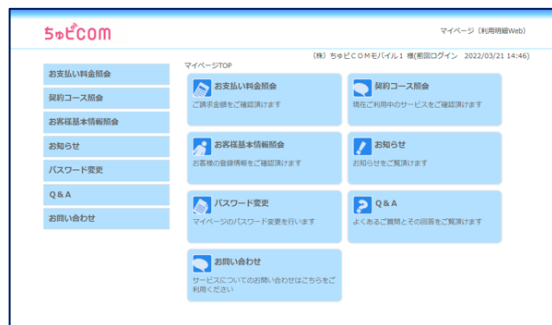 ちゅピCOM
マイページ（利用明細Web）
（株）ちゅピＣＯＭモバイル１ 様(前回ログイン　2022/03/21 14:46)
マイページTOP
お支払い料金照会
契約コース照会
お客様基本情報照会
お知らせ
パスワード変更
Ｑ＆Ａ
お問い合わせ
お支払い料金照会
ご請求金額をご確認頂けます
契約コース照会
現在ご利用中のサービスをご確認頂けます
お客様基本情報照会
お客様の登録情報をご確認頂けます
お知らせ
お知らせをご覧頂けます
パスワード変更
マイページのパスワード変更を行います
Ｑ＆Ａ
よくあるご質問とその回答をご覧頂けます
お問い合わせ
サービスについてのお問い合わせはこちらをご
利用ください